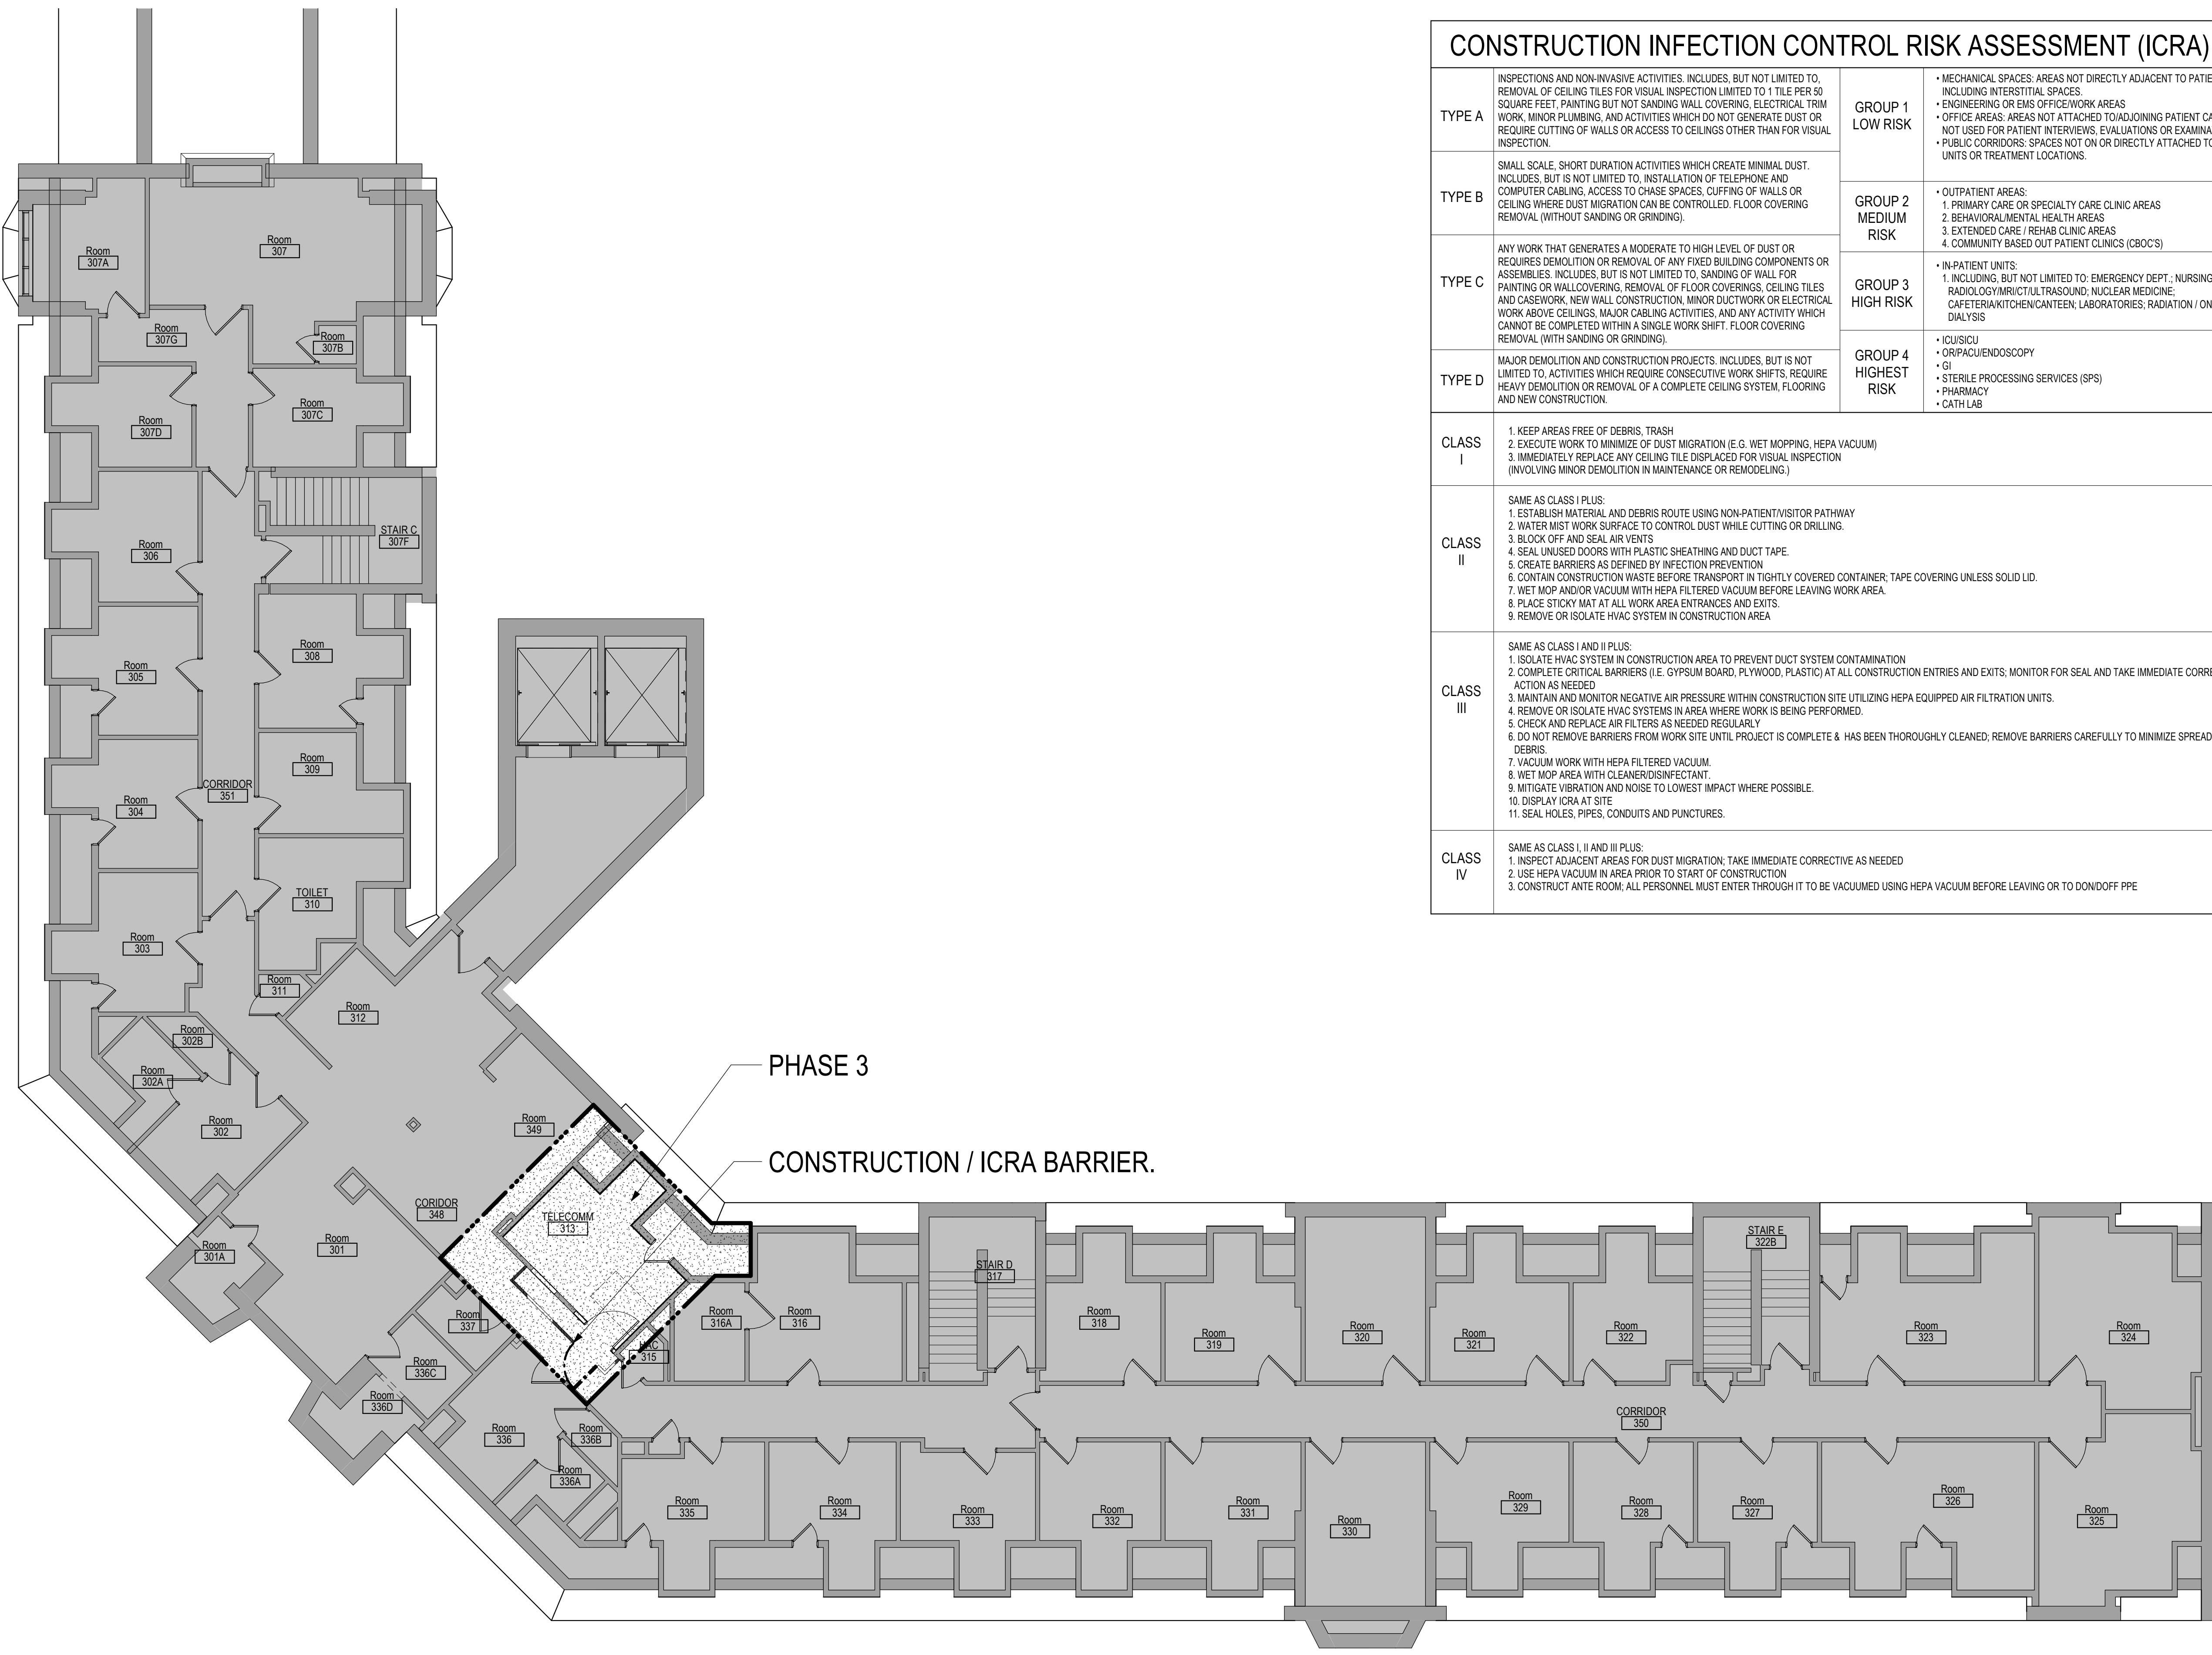 CONSTRUCTION INFECTION CONTROL RISK ASSESSMENT (ICRA)
TYPE A
INSPECTIONS AND NON-INVASIVE ACTIVITIES. INCLUDES, BUT NOT LIMITED TO,
REMOVAL OF CEILING TILES FOR VISUAL INSPECTION LIMITED TO 1 TILE PER 50
SQUARE FEET, PAINTING BUT NOT SANDING WALL COVERING, ELECTRICAL TRIM
WORK, MINOR PLUMBING, AND ACTIVITIES WHICH DO NOT GENERATE DUST OR
REQUIRE CUTTING OF WALLS OR ACCESS TO CEILINGS OTHER THAN FOR VISUAL
INSPECTION.
TYPE B
SMALL SCALE, SHORT DURATION ACTIVITIES WHICH CREATE MINIMAL DUST.
INCLUDES, BUT IS NOT LIMITED TO, INSTALLATION OF TELEPHONE AND
COMPUTER CABLING, ACCESS TO CHASE SPACES, CUFFING OF WALLS OR
CEILING WHERE DUST MIGRATION CAN BE CONTROLLED. FLOOR COVERING
REMOVAL (WITHOUT SANDING OR GRINDING).
TYPE C
ANY WORK THAT GENERATES A MODERATE TO HIGH LEVEL OF DUST OR
REQUIRES DEMOLITION OR REMOVAL OF ANY FIXED BUILDING COMPONENTS OR
ASSEMBLIES. INCLUDES, BUT IS NOT LIMITED TO, SANDING OF WALL FOR
PAINTING OR WALLCOVERING, REMOVAL OF FLOOR COVERINGS, CEILING TILES
AND CASEWORK, NEW WALL CONSTRUCTION, MINOR DUCTWORK OR ELECTRICAL
WORK ABOVE CEILINGS, MAJOR CABLING ACTIVITIES, AND ANY ACTIVITY WHICH
CANNOT BE COMPLETED WITHIN A SINGLE WORK SHIFT. FLOOR COVERING
REMOVAL (WITH SANDING OR GRINDING).
TYPE D
MAJOR DEMOLITION AND CONSTRUCTION PROJECTS. INCLUDES, BUT IS NOT
LIMITED TO, ACTIVITIES WHICH REQUIRE CONSECUTIVE WORK SHIFTS, REQUIRE
HEAVY DEMOLITION OR REMOVAL OF A COMPLETE CEILING SYSTEM, FLOORING
AND NEW CONSTRUCTION.
GROUP 1
LOW RISK
• MECHANICAL SPACES: AREAS NOT DIRECTLY ADJACENT TO PATIE
INCLUDING INTERSTITIAL SPACES.
• ENGINEERING OR EMS OFFICE/WORK AREAS
• OFFICE AREAS: AREAS NOT ATTACHED TO/ADJOINING PATIENT CA
NOT USED FOR PATIENT INTERVIEWS, EVALUATIONS OR EXAMINA
• PUBLIC CORRIDORS: SPACES NOT ON OR DIRECTLY ATTACHED TO
UNITS OR TREATMENT LOCATIONS.
GROUP 2
MEDIUM
RISK
• OUTPATIENT AREAS:
1. PRIMARY CARE OR SPECIALTY CARE CLINIC AREAS
2. BEHAVIORAL/MENTAL HEALTH AREAS
3. EXTENDED CARE / REHAB CLINIC AREAS
4. COMMUNITY BASED OUT PATIENT CLINICS (CBOC'S)
GROUP 3
HIGH RISK
• IN-PATIENT UNITS:
1. INCLUDING, BUT NOT LIMITED TO: EMERGENCY DEPT.; NURSING
RADIOLOGY/MRI/CT/ULTRASOUND; NUCLEAR MEDICINE;
CAFETERIA/KITCHEN/CANTEEN; LABORATORIES; RADIATION / ON
DIALYSIS
GROUP 4
HIGHEST
RISK
• ICU/SICU
• OR/PACU/ENDOSCOPY
• GI
• STERILE PROCESSING SERVICES (SPS)
• PHARMACY
• CATH LAB
CLASS
I
1. KEEP AREAS FREE OF DEBRIS, TRASH
2. EXECUTE WORK TO MINIMIZE OF DUST MIGRATION (E.G. WET MOPPING, HEPA VACUUM)
3. IMMEDIATELY REPLACE ANY CEILING TILE DISPLACED FOR VISUAL INSPECTION
(INVOLVING MINOR DEMOLITION IN MAINTENANCE OR REMODELING.)
CLASS
II
SAME AS CLASS I PLUS:
1. ESTABLISH MATERIAL AND DEBRIS ROUTE USING NON-PATIENT/VISITOR PATHWAY
2. WATER MIST WORK SURFACE TO CONTROL DUST WHILE CUTTING OR DRILLING.
3. BLOCK OFF AND SEAL AIR VENTS
4. SEAL UNUSED DOORS WITH PLASTIC SHEATHING AND DUCT TAPE.
5. CREATE BARRIERS AS DEFINED BY INFECTION PREVENTION
6. CONTAIN CONSTRUCTION WASTE BEFORE TRANSPORT IN TIGHTLY COVERED CONTAINER; TAPE COVERING UNLESS SOLID LID.
7. WET MOP AND/OR VACUUM WITH HEPA FILTERED VACUUM BEFORE LEAVING WORK AREA.
8. PLACE STICKY MAT AT ALL WORK AREA ENTRANCES AND EXITS.
9. REMOVE OR ISOLATE HVAC SYSTEM IN CONSTRUCTION AREA
CLASS
III
SAME AS CLASS I AND II PLUS:
1. ISOLATE HVAC SYSTEM IN CONSTRUCTION AREA TO PREVENT DUCT SYSTEM CONTAMINATION
2. COMPLETE CRITICAL BARRIERS (I.E. GYPSUM BOARD, PLYWOOD, PLASTIC) AT ALL CONSTRUCTION ENTRIES AND EXITS; MONITOR FOR SEAL AND TAKE IMMEDIATE CORRE
ACTION AS NEEDED
3. MAINTAIN AND MONITOR NEGATIVE AIR PRESSURE WITHIN CONSTRUCTION SITE UTILIZING HEPA EQUIPPED AIR FILTRATION UNITS.
4. REMOVE OR ISOLATE HVAC SYSTEMS IN AREA WHERE WORK IS BEING PERFORMED.
5. CHECK AND REPLACE AIR FILTERS AS NEEDED REGULARLY
6. DO NOT REMOVE BARRIERS FROM WORK SITE UNTIL PROJECT IS COMPLETE & HAS BEEN THOROUGHLY CLEANED; REMOVE BARRIERS CAREFULLY TO MINIMIZE SPREAD
DEBRIS.
7. VACUUM WORK WITH HEPA FILTERED VACUUM.
8. WET MOP AREA WITH CLEANER/DISINFECTANT.
9. MITIGATE VIBRATION AND NOISE TO LOWEST IMPACT WHERE POSSIBLE.
10. DISPLAY ICRA AT SITE
11. SEAL HOLES, PIPES, CONDUITS AND PUNCTURES.
CLASS
IV
SAME AS CLASS I, II AND III PLUS:
1. INSPECT ADJACENT AREAS FOR DUST MIGRATION; TAKE IMMEDIATE CORRECTIVE AS NEEDED
2. USE HEPA VACUUM IN AREA PRIOR TO START OF CONSTRUCTION
3. CONSTRUCT ANTE ROOM; ALL PERSONNEL MUST ENTER THROUGH IT TO BE VACUUMED USING HEPA VACUUM BEFORE LEAVING OR TO DON/DOFF PPE
Room
307
Room
307A
Room
307G
Room
307B
Room
307C
Room
307D
STAIR C
307F
Room
306
Room
308
Room
305
Room
309
CORRIDOR
351
Room
304
TOILET
310
Room
303
Room
311
Room
312
Room
302B
Room
302A
Room
302
Room
349
PHASE 3
CONSTRUCTION / ICRA BARRIER.
CORIDOR
348
TELECOMM
313
Room
301
Room
301A
Room
337
Room
336C
Room
336D
Room
336
Room
336B
Room
336A
315
Room
316A
Room
316
STAIR D
317
Room
318
Room
319
Room
320
Room
321
Room
322
STAIR E
322B
Room
323
Room
324
CORRIDOR
350
Room
335
Room
334
Room
333
Room
332
Room
331
Room
330
Room
329
Room
328
Room
327
Room
326
Room
325